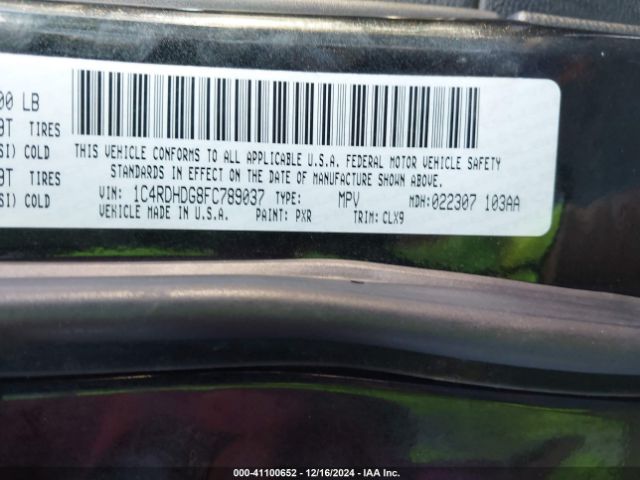 00 LB
TIRES
SI) COLD
TIRES
SI) COLD
THIS VEHICLE CONFORMS TO ALL APPLICABLE U.S.A. FEDERAL MOTOR VEHICLE SAFETY
STANDARDS IN EFFECT ON THE DATE OF MANUFACTURE SHOWN ABOVE.
VIN: 1C4RDHDG8FC789037 TYPE: MPV MDH:022307 103AA
VEHICLE MADE IN U.S.A. PAINT: PXR TRIM: CLX9
000-41100652 - 12/16/2024 - IAA Inc.